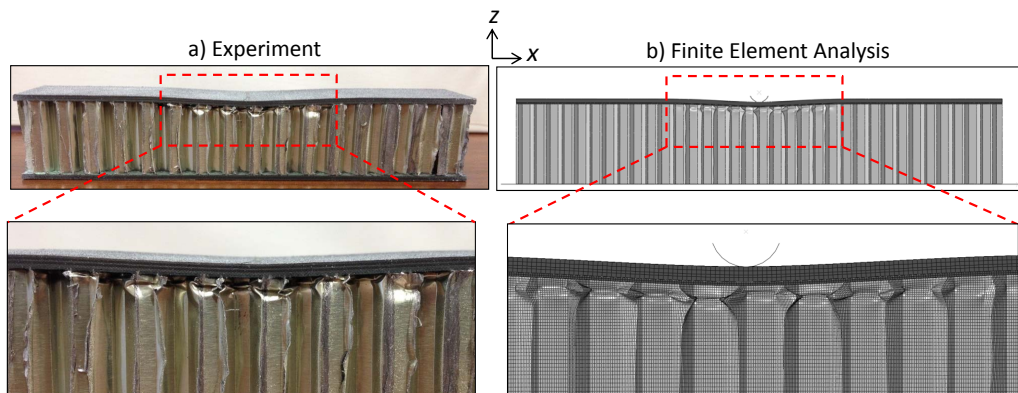 a) Experiment
z
x
b) Finite Element Analysis